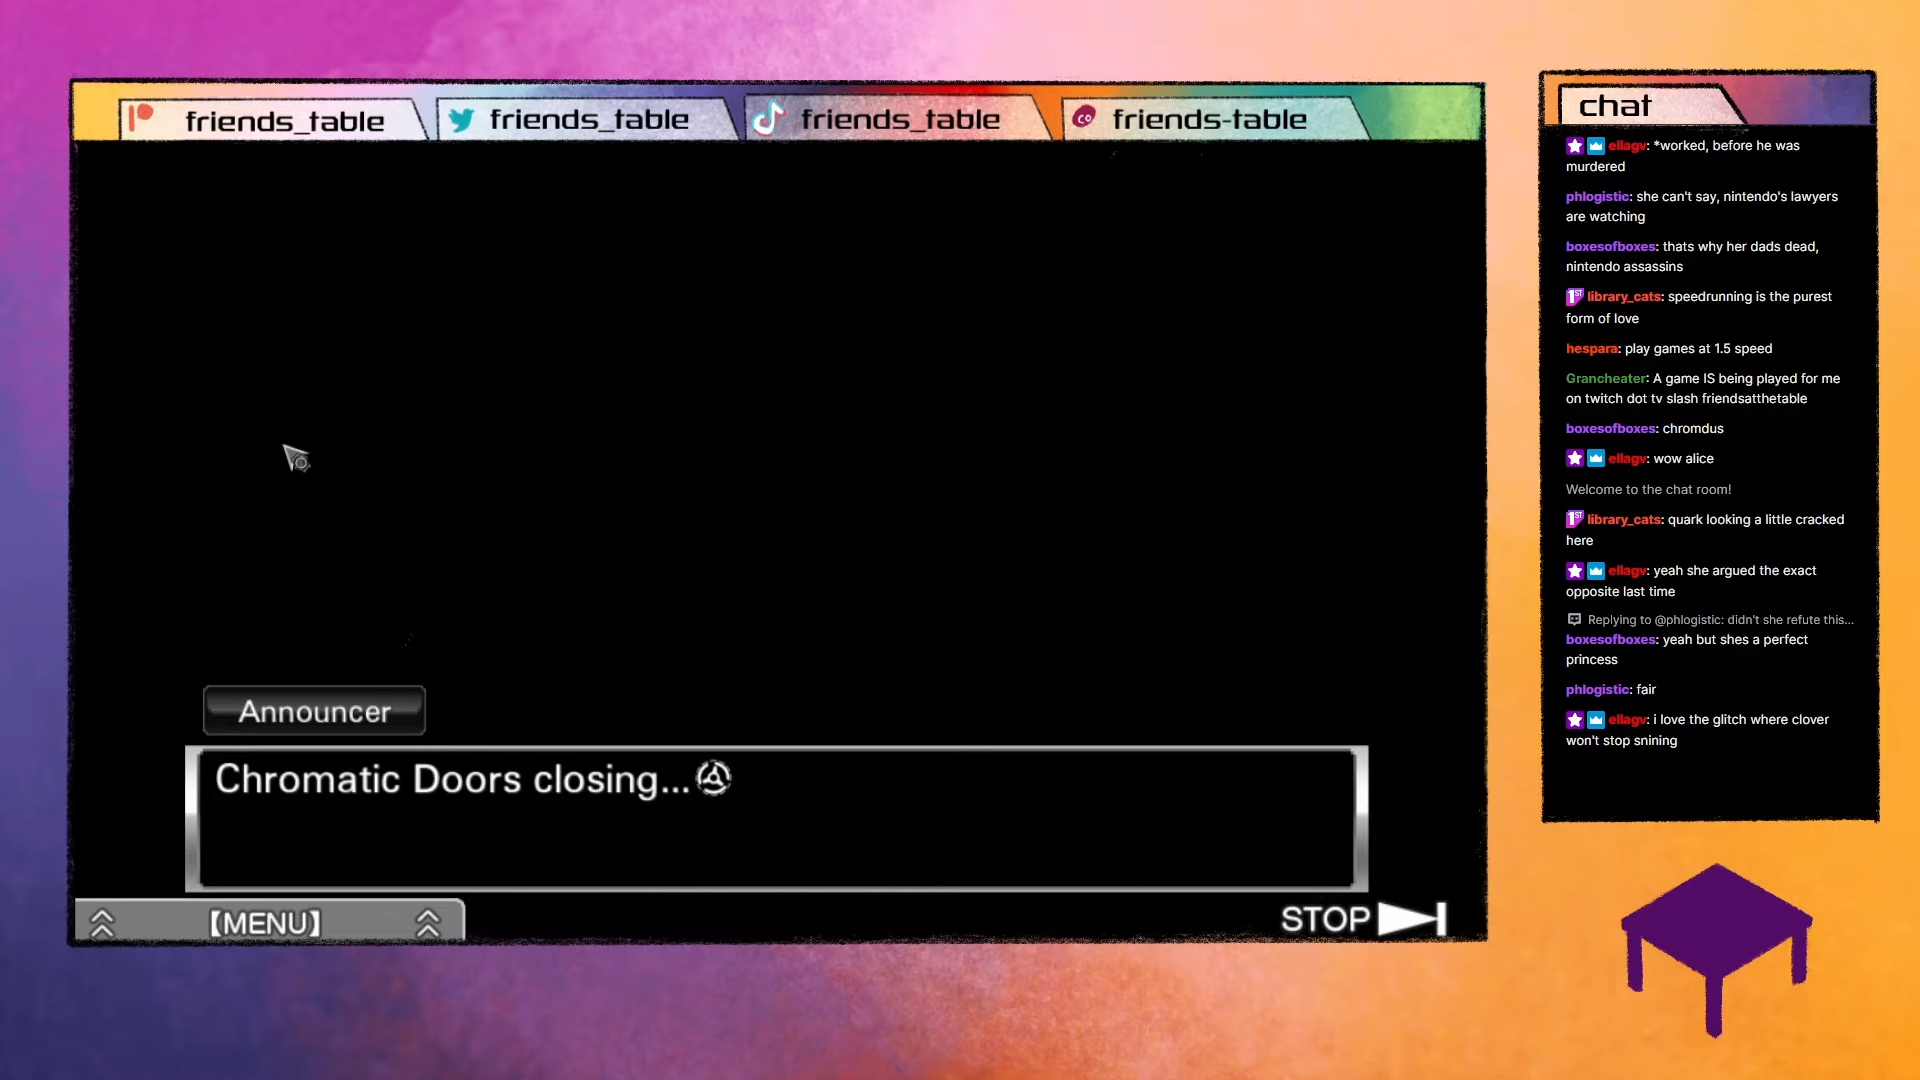 friends_table
friends_table
friends_table
co friends-table
Announcer
Chromatic Doors closing...
【MENU】
STOP
chat
ellagv: *worked, before he was
murdered
phlogistic: she can't say, nintendo's lawyers
are watching
boxesofboxes: thats why her dads dead,
nintendo assassins
1ST library_cats: speedrunning is the purest
form of love
hespara: play games at 1.5 speed
Grancheater: A game IS being played for me
on twitch dot tv slash friendsatthetable
boxesofboxes: chromdus
ellagv: wow alice
Welcome to the chat room!
1ST library_cats: quark looking a little cracked
here
ellagv: yeah she argued the exact
opposite last time
Replying to @phlogistic: didn't she refute this...
boxesofboxes: yeah but shes a perfect
princess
phlogistic: fair
ellagv: i love the glitch where clover
won't stop snining